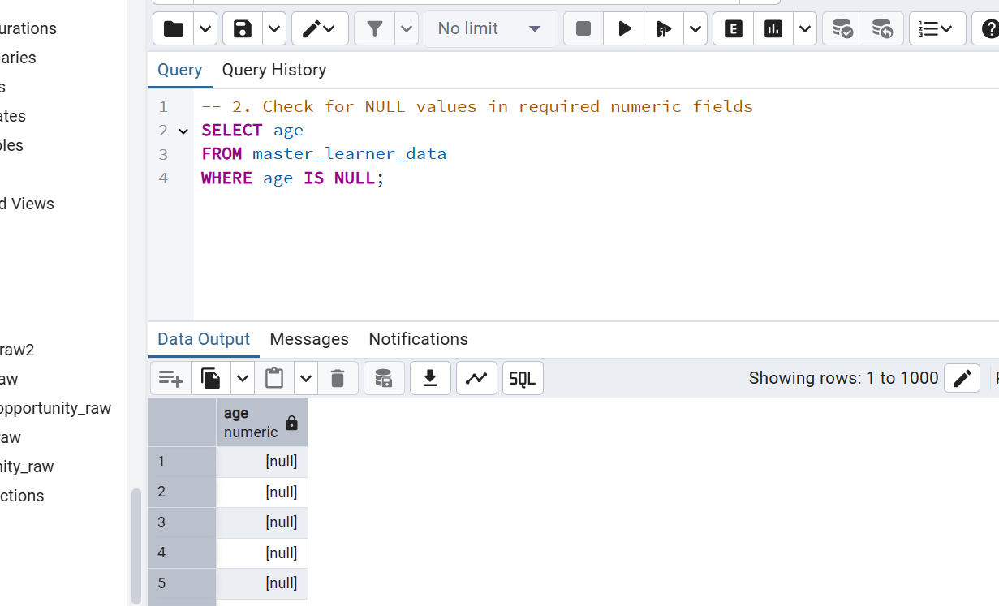 urations
aries
s
ates
bles
d Views
raw2
aw
opportunity_raw
raw
nity_raw
ctions
No limit
E
?
Query Query History
1 -- 2. Check for NULL values in required numeric fields
2 SELECT age
3 FROM master_learner_data
4 WHERE age IS NULL;
Data Output Messages Notifications
SQL
Showing rows: 1 to 1000
age
numeric
1 [null]
2 [null]
3 [null]
4 [null]
5 [null]